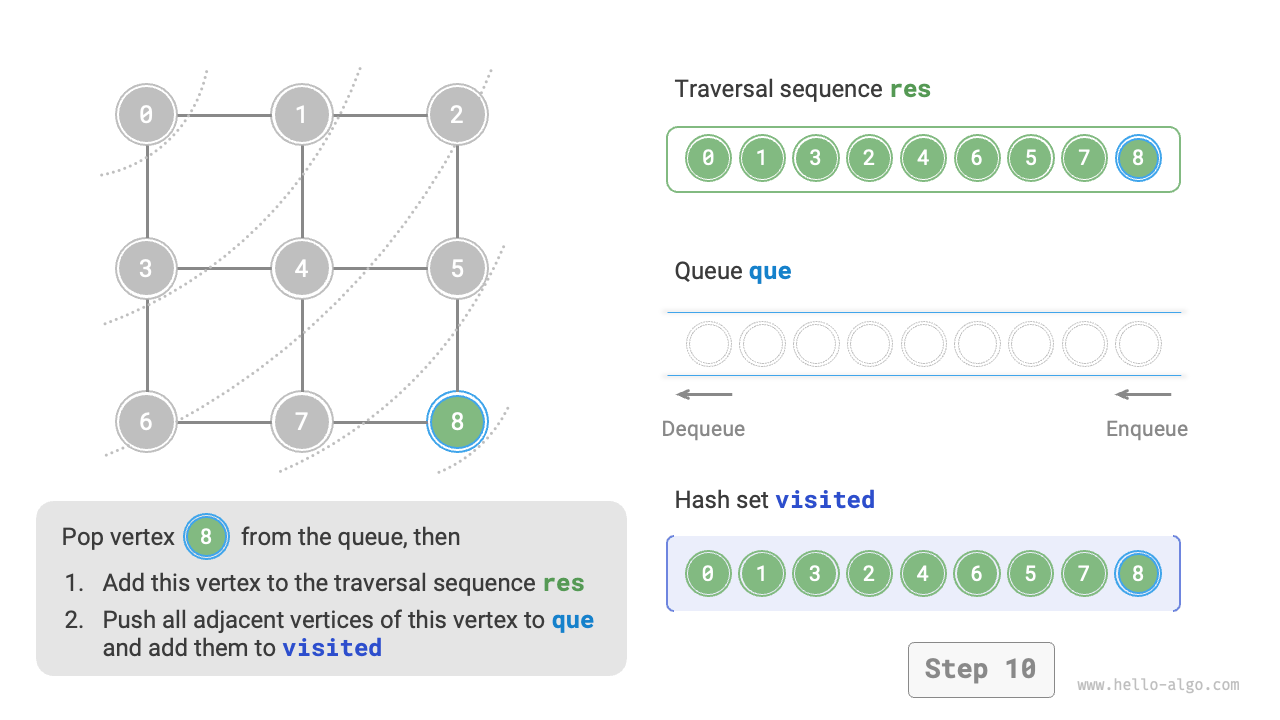 0 1 2
3 4 5
6 7 8
Pop vertex 8 from the queue, then
1. Add this vertex to the traversal sequence res
2. Push all adjacent vertices of this vertex to que
and add them to visited
Traversal sequence res
0 1 3 2 4 6 5 7 8
Queue que
Dequeue Enqueue
Hash set visited
0 1 3 2 4 6 5 7 8
Step 10
www.hello-algo.com